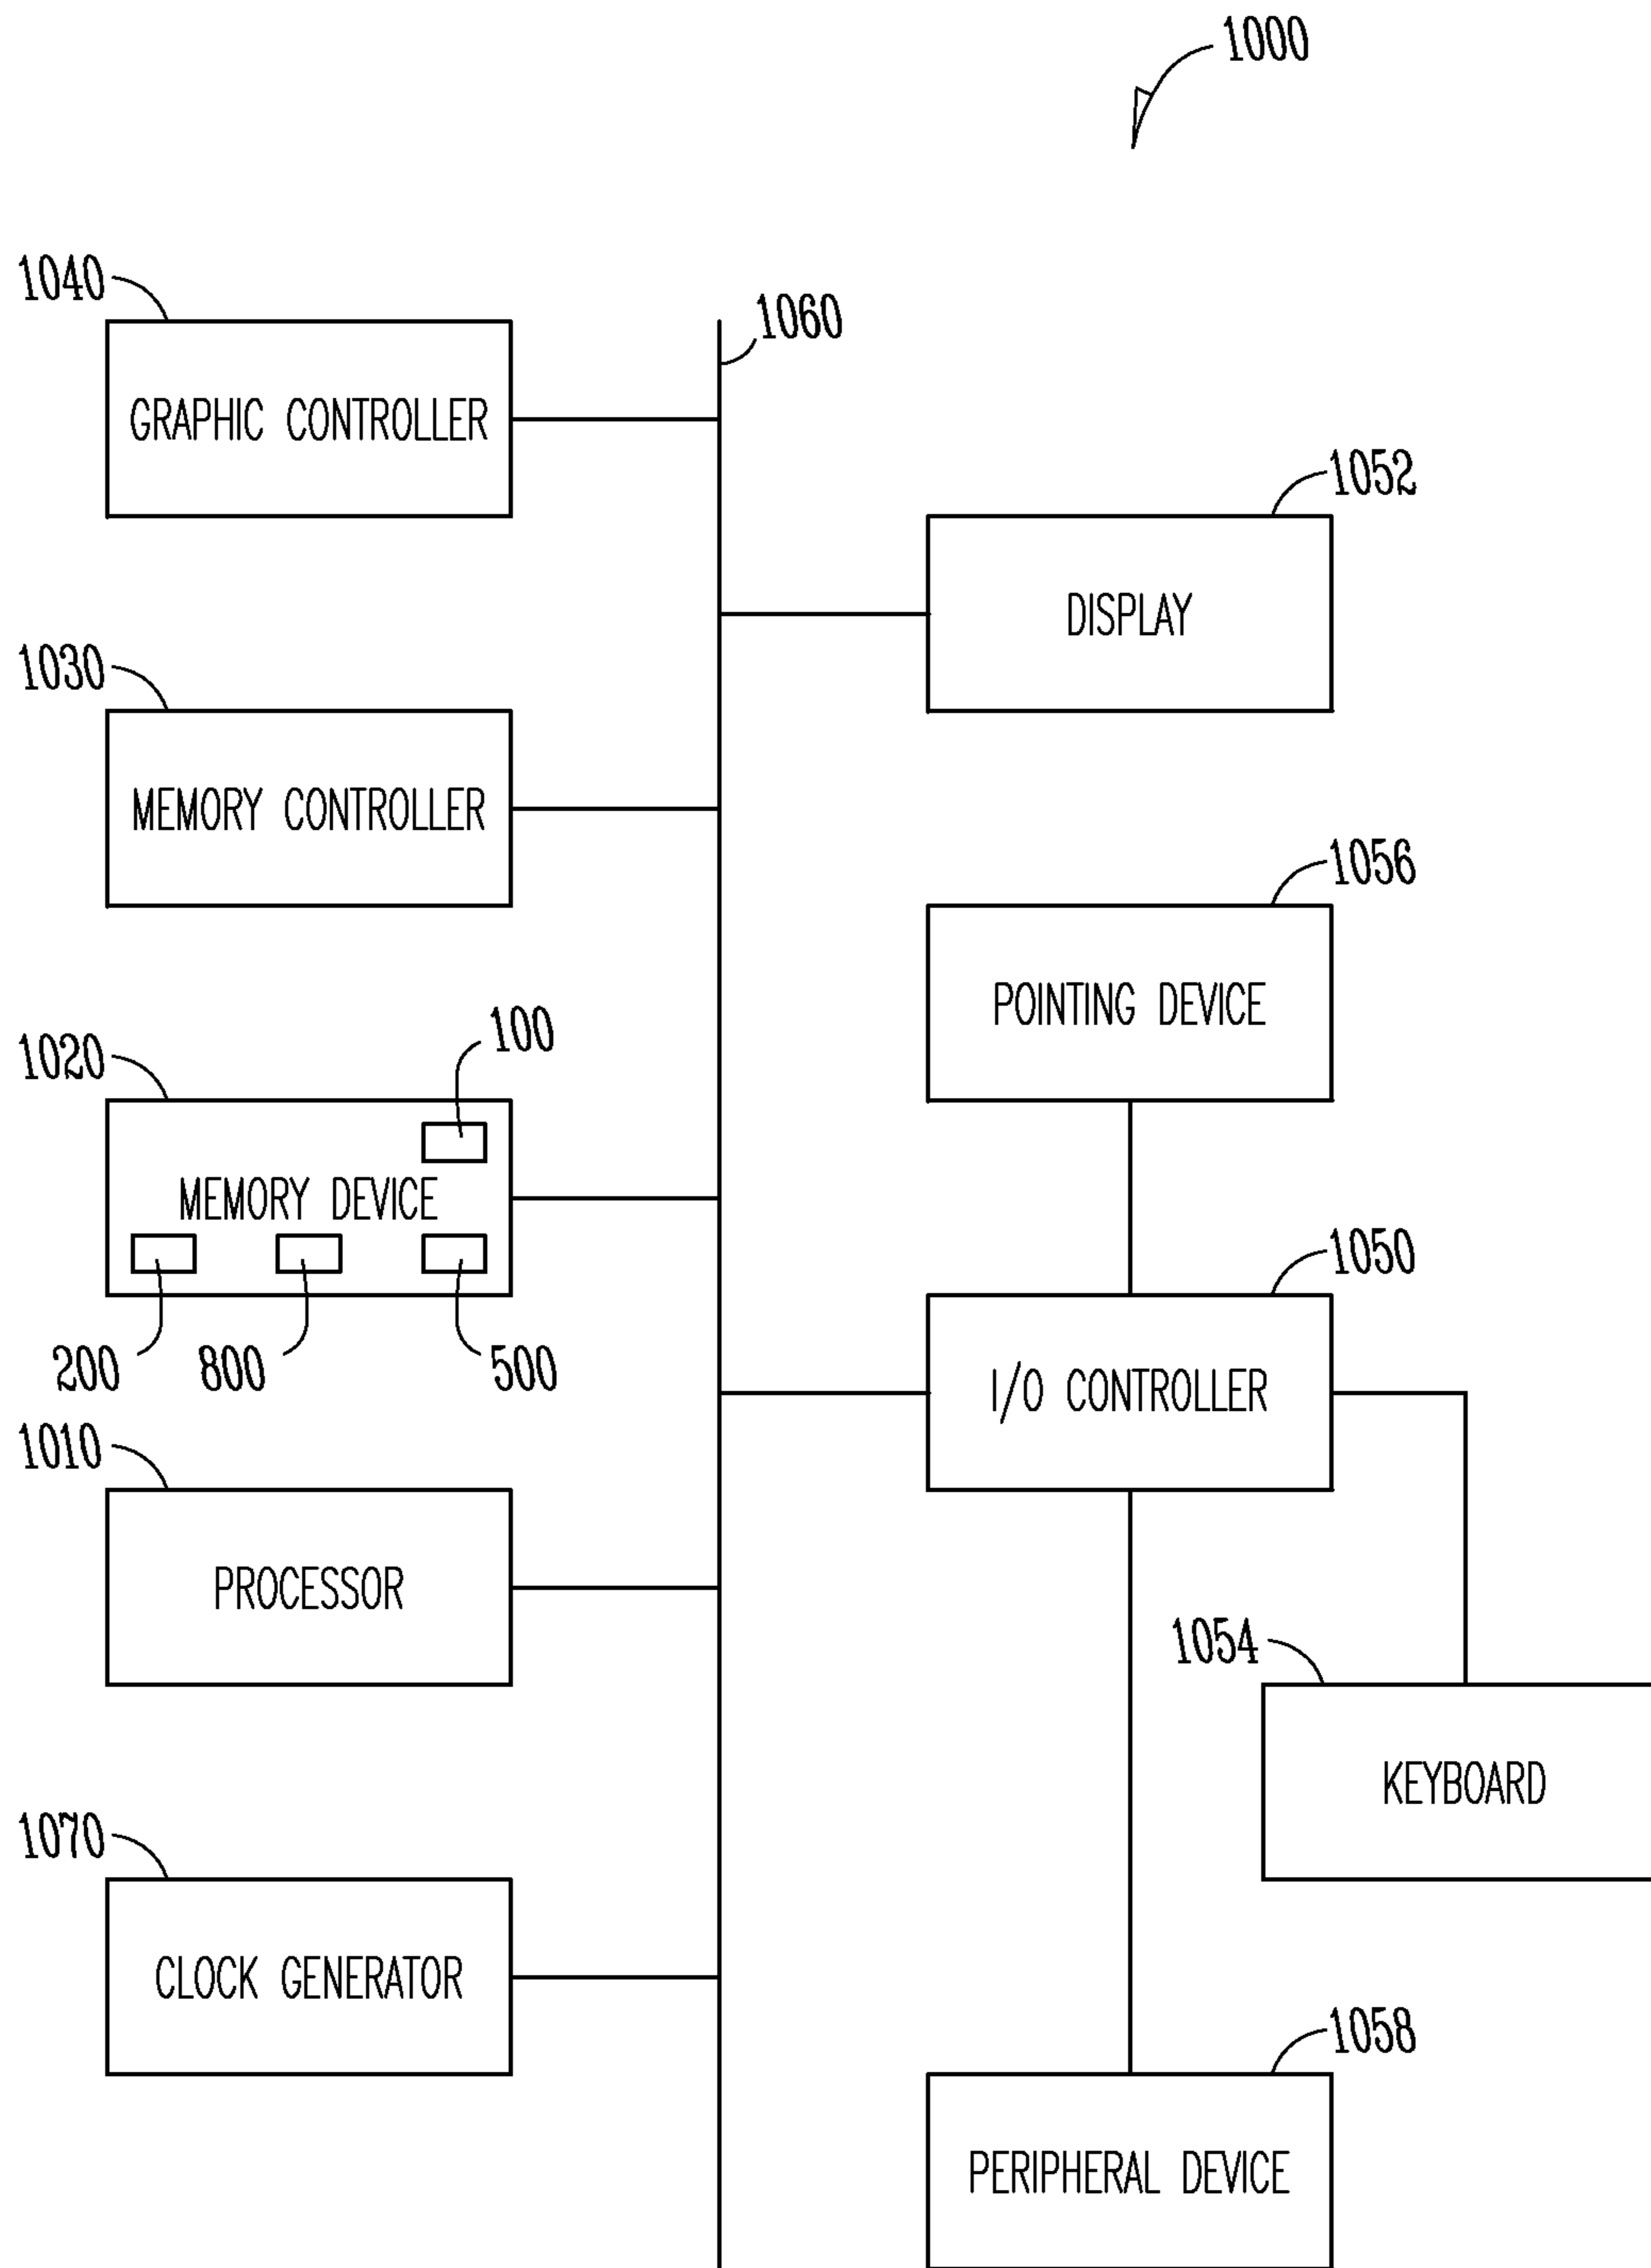 1000
1040
1060
GRAPHIC CONTROLLER
1052
DISPLAY
1030
MEMORY CONTROLLER
1056
POINTING DEVICE
100
1020
MEMORY DEVICE
1050
200
800
500
I/O CONTROLLER
1010
PROCESSOR
1054
KEYBOARD
1070
CLOCK GENERATOR
1058
PERIPHERAL DEVICE